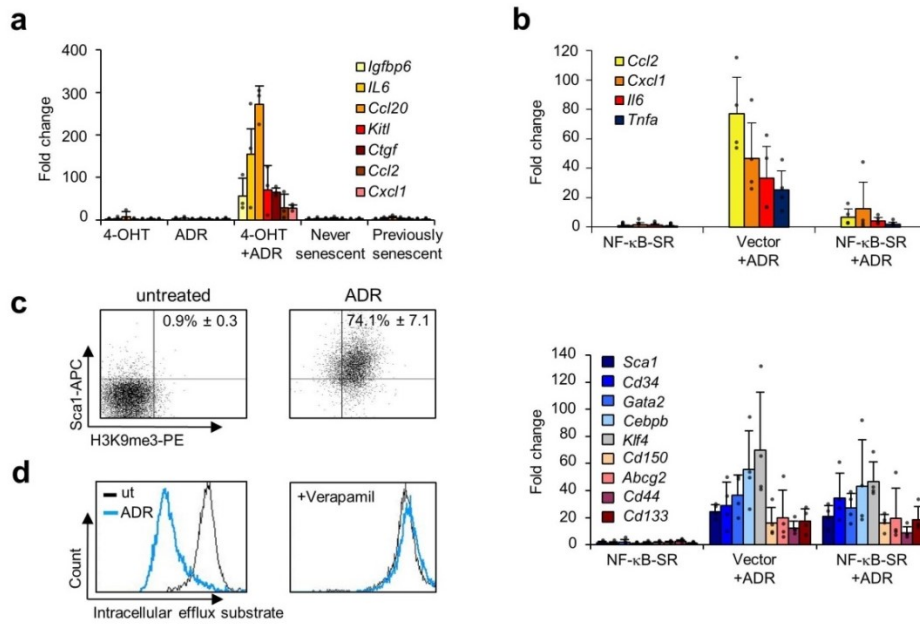 a
400
300
200
100
0
Fold change
Igfbp6
IL6
Ccl20
Kitl
Ctgf
Ccl2
Cxcl1
4-OHT
ADR
4-OHT
+ADR
Never
senescent
Previously
senescent
b
120
100
80
60
40
20
0
Fold change
Ccl2
Cxcl1
Il6
Tnfa
NF-κB-SR
Vector
+ADR
NF-κB-SR
+ADR
c
untreated
0.9% ± 0.3
ADR
74.1% ± 7.1
Sca1-APC
H3K9me3-PE
d
ut
ADR
+Verapamil
Count
Intracellular efflux substrate
140
120
100
80
60
40
20
0
Fold change
Sca1
Cd34
Gata2
Cebpb
Klf4
Cd150
Abcg2
Cd44
Cd133
NF-κB-SR
Vector
+ADR
NF-κB-SR
+ADR